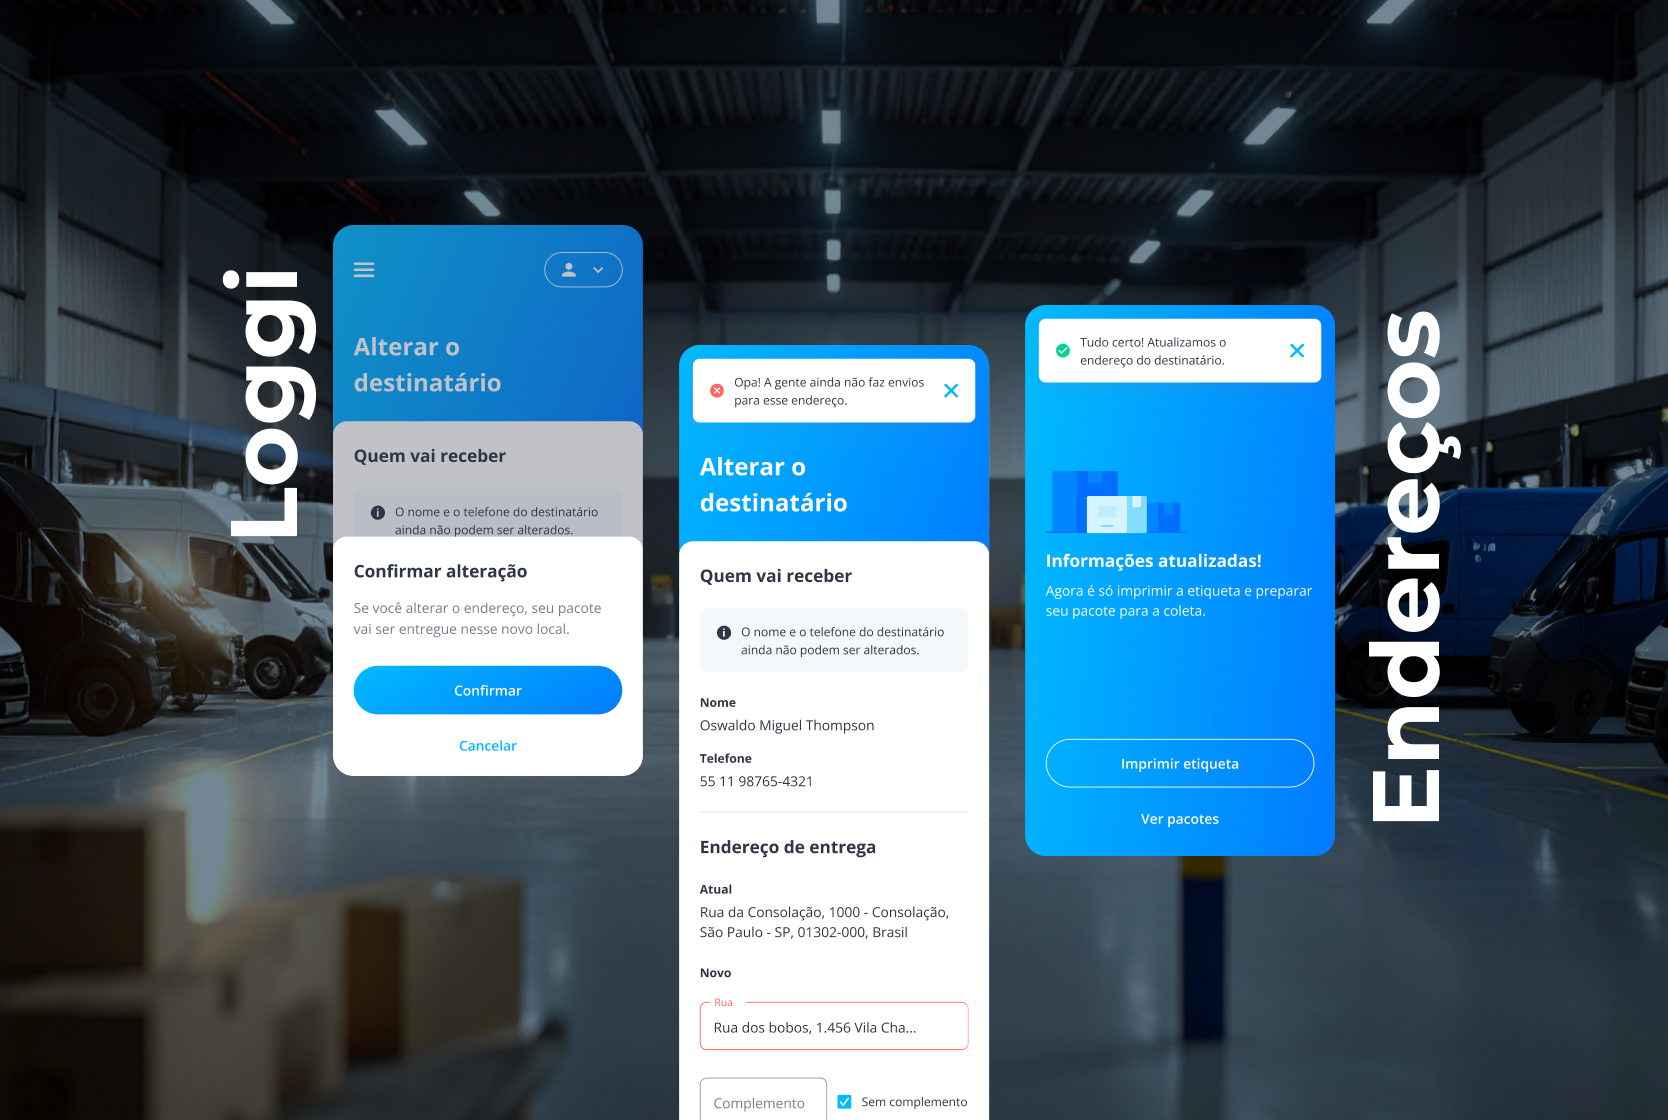 Loggi
Alterar o
destinatário
Quem vai receber
O nome e o telefone do destinatário
ainda não podem ser alterados.
Confirmar alteração
Se você alterar o endereço, seu pacote
vai ser entregue nesse novo local.
Confirmar
Cancelar
Opa! A gente ainda não faz envios
para esse endereço.
Alterar o
destinatário
Quem vai receber
O nome e o telefone do destinatário
ainda não podem ser alterados.
Nome
Oswaldo Miguel Thompson
Telefone
55 11 98765-4321
Endereço de entrega
Atual
Rua da Consolação, 1000 - Consolação,
São Paulo - SP, 01302-000, Brasil
Novo
Rua
Rua dos bobos, 1.456 Vila Cha...
Complemento
Sem complemento
Tudo certo! Atualizamos o
endereço do destinatário.
Informações atualizadas!
Agora é só imprimir a etiqueta e preparar
seu pacote para a coleta.
Imprimir etiqueta
Ver pacotes
Endereços